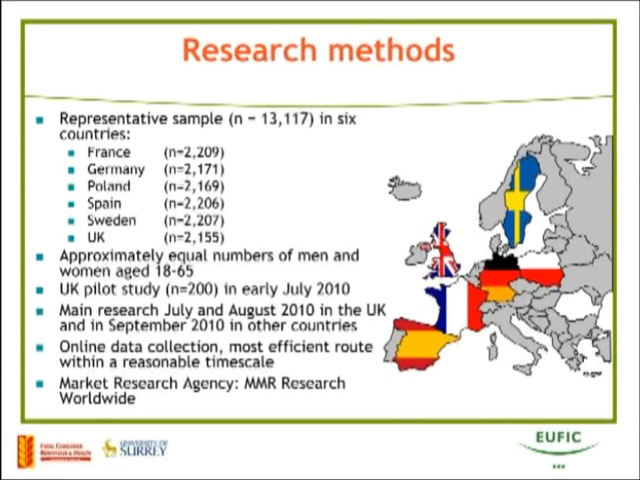 Research methods
Representative sample (n = 13,117) in six
countries:
France (n=2,209)
Germany (n=2,171)
Poland (n=2,169)
Spain (n=2,206)
Sweden (n=2,207)
UK (n=2,155)
Approximately equal numbers of men and
women aged 18-65
UK pilot study (n=200) in early July 2010
Main research July and August 2010 in the UK
and in September 2010 in other countries
Online data collection, most efficient route
within a reasonable timescale
Market Research Agency: MMR Research
Worldwide
FOOD, CONSUMER
BEHAVIOUR & HEALTH
UNIVERSITY OF
SURREY
EUFIC